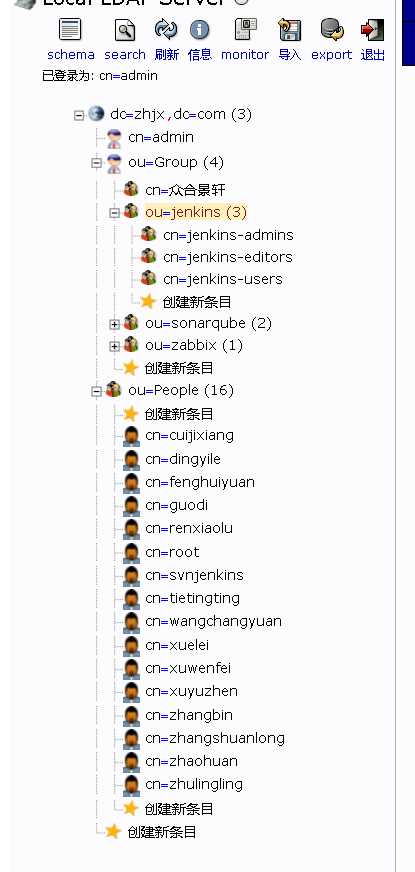 Local LDAP Server
schema search 刷新 信息 monitor 导入 export 退出
已登录为: cn=admin
dc=zhjx,dc=com (3)
cn=admin
ou=Group (4)
cn=众合景轩
ou=jenkins (3)
cn=jenkins-admins
cn=jenkins-editors
cn=jenkins-users
创建新条目
ou=sonarqube (2)
ou=zabbix (1)
创建新条目
ou=People (16)
创建新条目
cn=cuijixiang
cn=dingyile
cn=fenghuiyuan
cn=guodi
cn=renxiaolu
cn=root
cn=svnjenkins
cn=tietingting
cn=wangchangyuan
cn=xuelei
cn=xuwenfei
cn=xuyuzhen
cn=zhangbin
cn=zhangshuanlong
cn=zhaohuan
cn=zhulingling
创建新条目
创建新条目